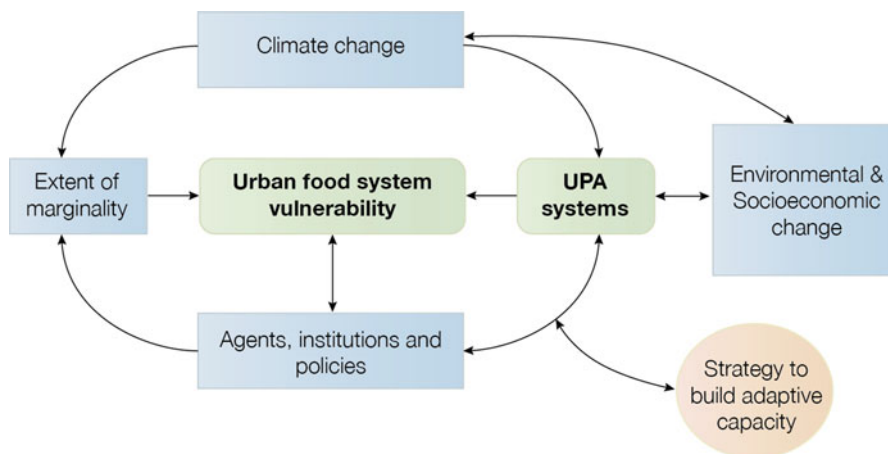 Climate change
Extent of
marginality
Urban food system
vulnerability
UPA
systems
Environmental &
Socioeconomic
change
Agents, institutions and
policies
Strategy to
build adaptive
capacity